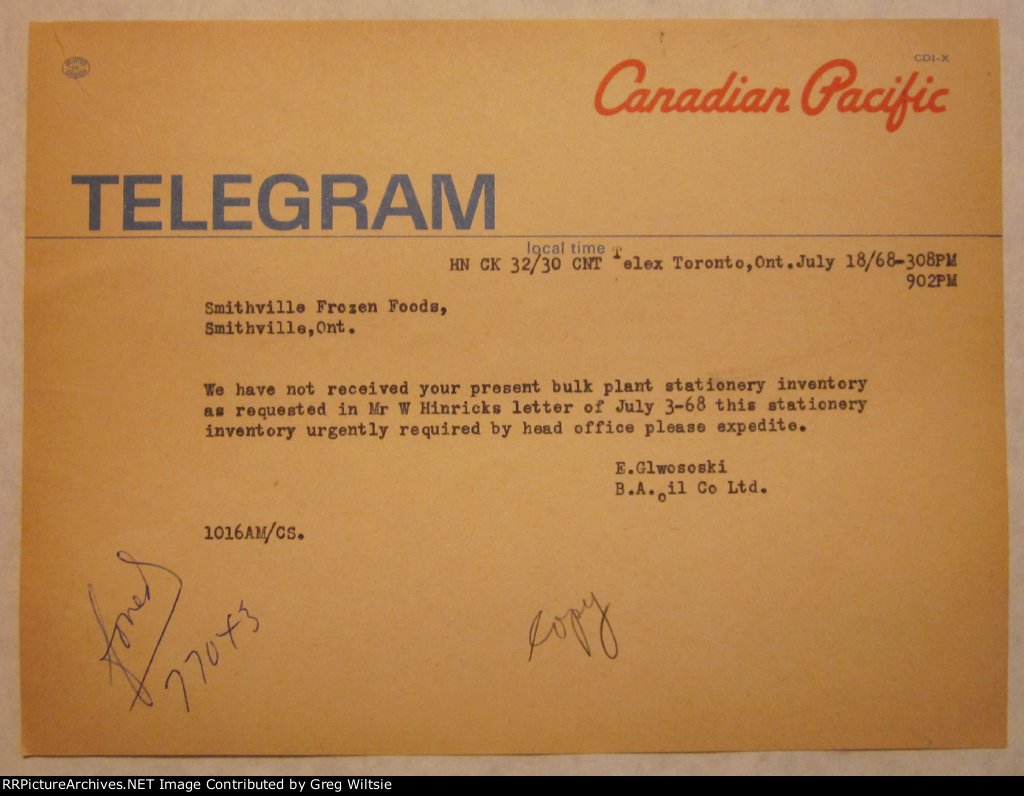 CDI-X
Canadian Pacific
TELEGRAM
local time
HN CK 32/30 CNT Telex Toronto,Ont.July 18/68-308PM
902PM
Smithville Frozen Foods,
Smithville,Ont.
We have not received your present bulk plant stationery inventory
as requested in Mr W Hinricks letter of July 3-68 this stationery
inventory urgently required by head office please expedite.
E.Glwososki
B.A.oil Co Ltd.
1016AM/CS.
Copy
RRPictureArchives.NET Image Contributed by Greg Wiltsie